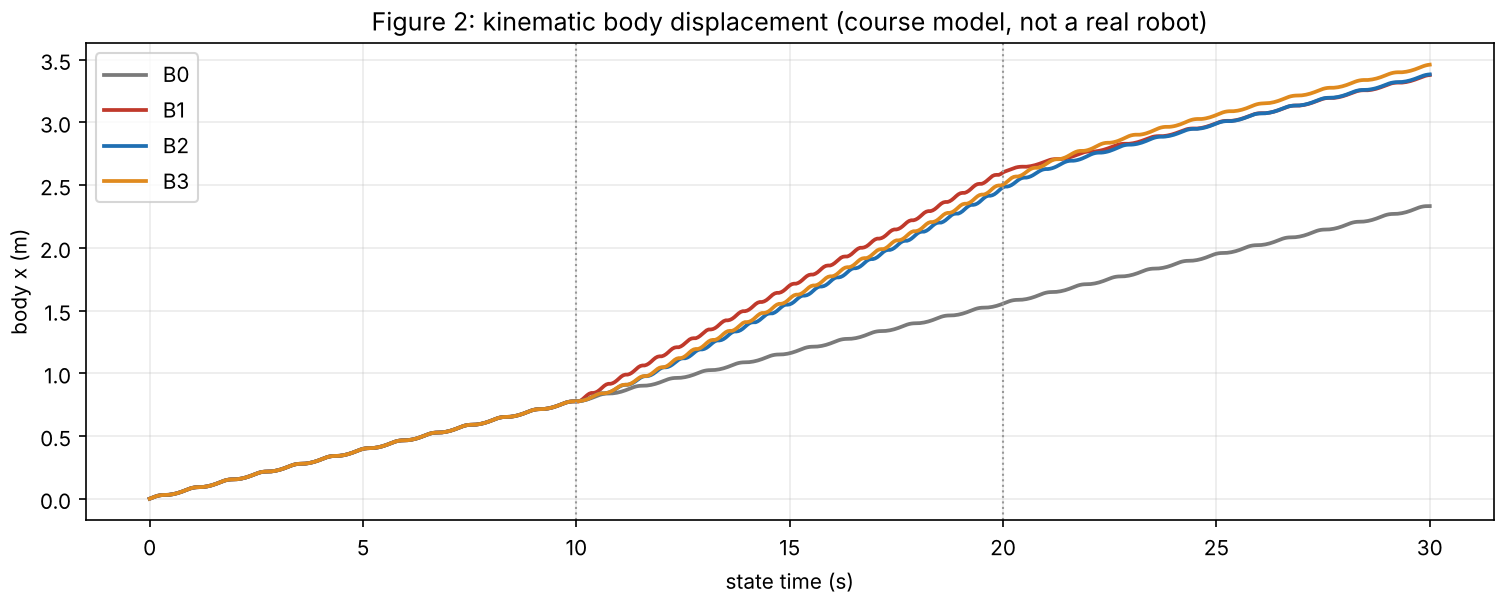 Figure 2: kinematic body displacement (course model, not a real robot)
B0
B1
B2
B3
body x (m)
3.5
3.0
2.5
2.0
1.5
1.0
0.5
0.0
0 5 10 15 20 25 30
state time (s)